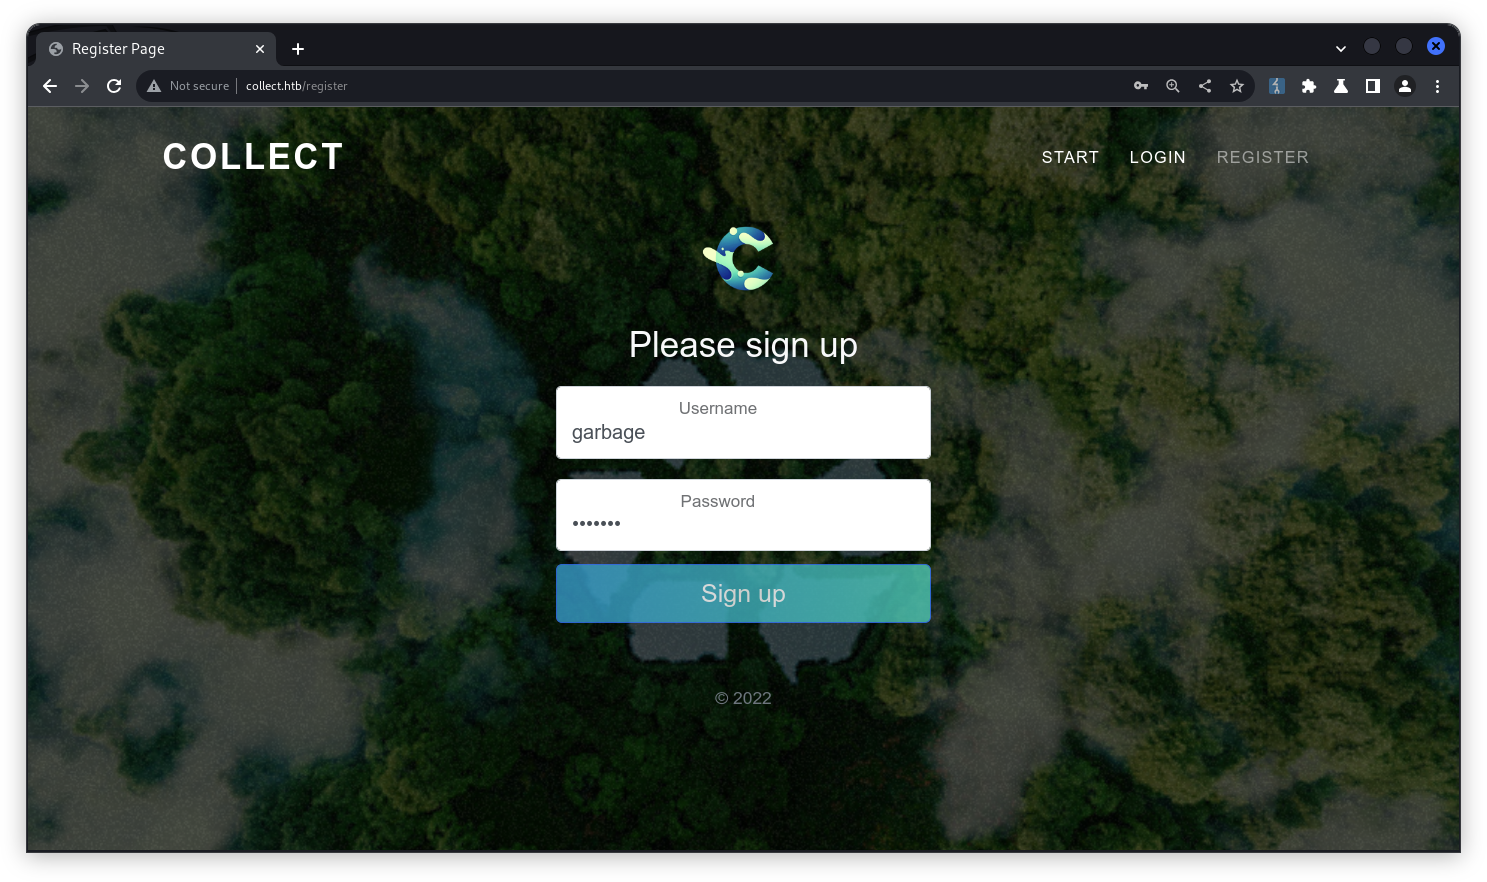 Register Page
Not secure collect.htb/register
COLLECT
START LOGIN REGISTER
Please sign up
Username
garbage
Password
•••••••
Sign up
© 2022